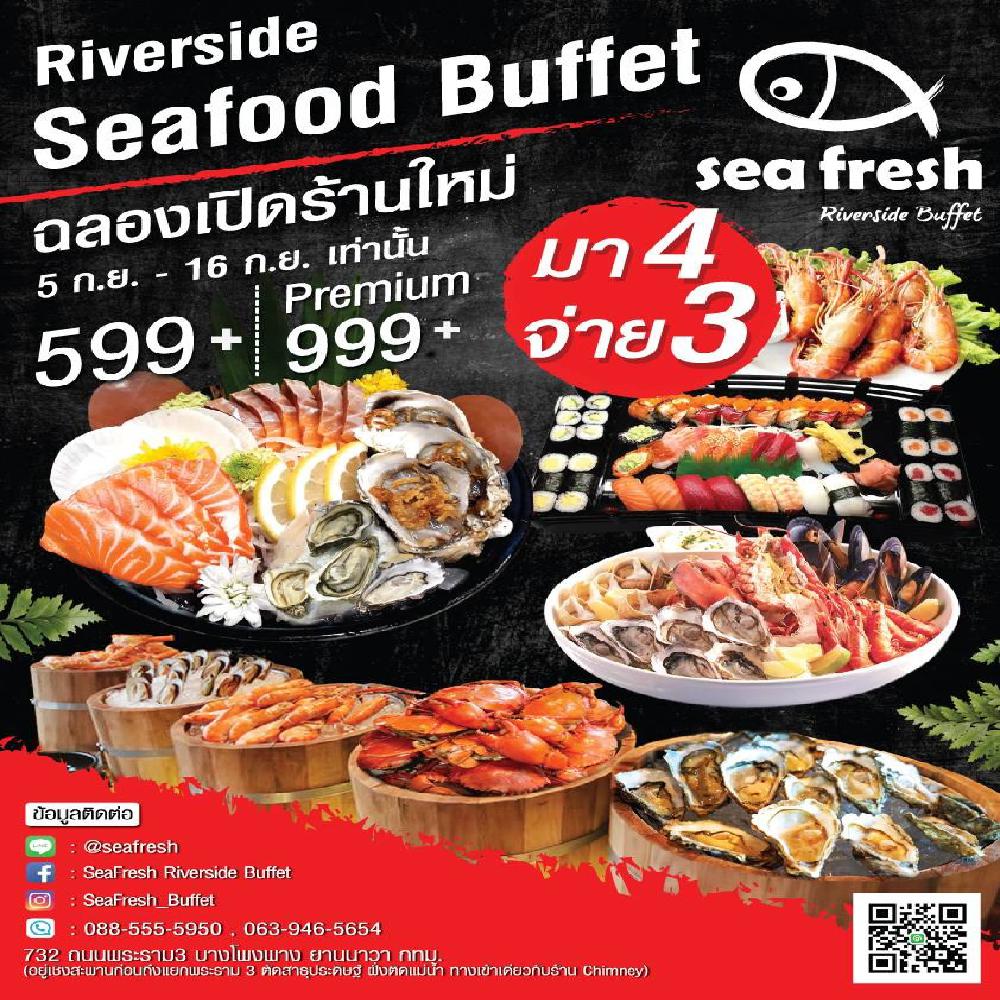 Riverside
Seafood Buffet
sea fresh
Riverside Buffet
ฉลองเปิดร้านใหม่
5 ก.ย. - 16 ก.ย. เท่านั้น
599+
Premium
999+
มา 4
จ่าย 3
ข้อมูลติดต่อ
LINE : @seafresh
: SeaFresh Riverside Buffet
: SeaFresh_Buffet
: 088-555-5950 , 063-946-5654
732 ถนนพระราม3 บางโพงพาง ยานนาวา กทม.
(อยู่เชิงสะพานก่อนถึงแยกพระราม 3 ตัดสาธุประดิษฐ์ ฝั่งติดแม่น้ำ ทางเข้าเดียวกับร้าน Chimney)